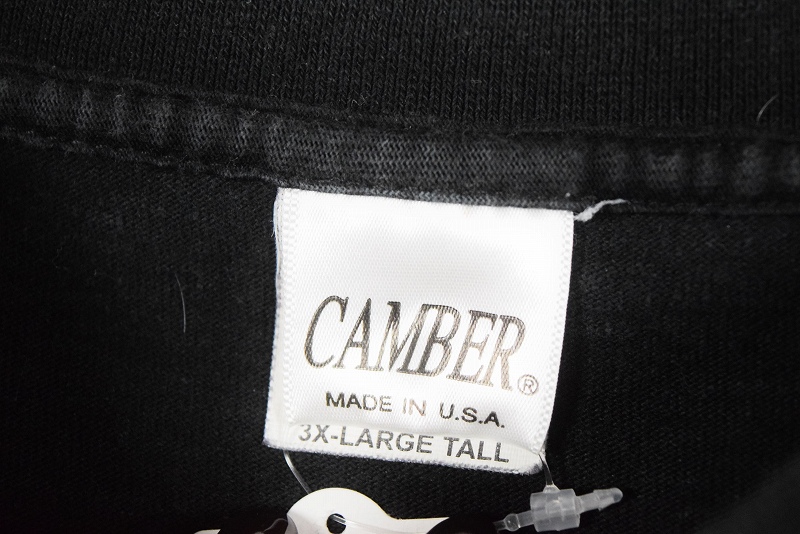 CAMBER®
MADE IN U.S.A.
3X-LARGE TALL